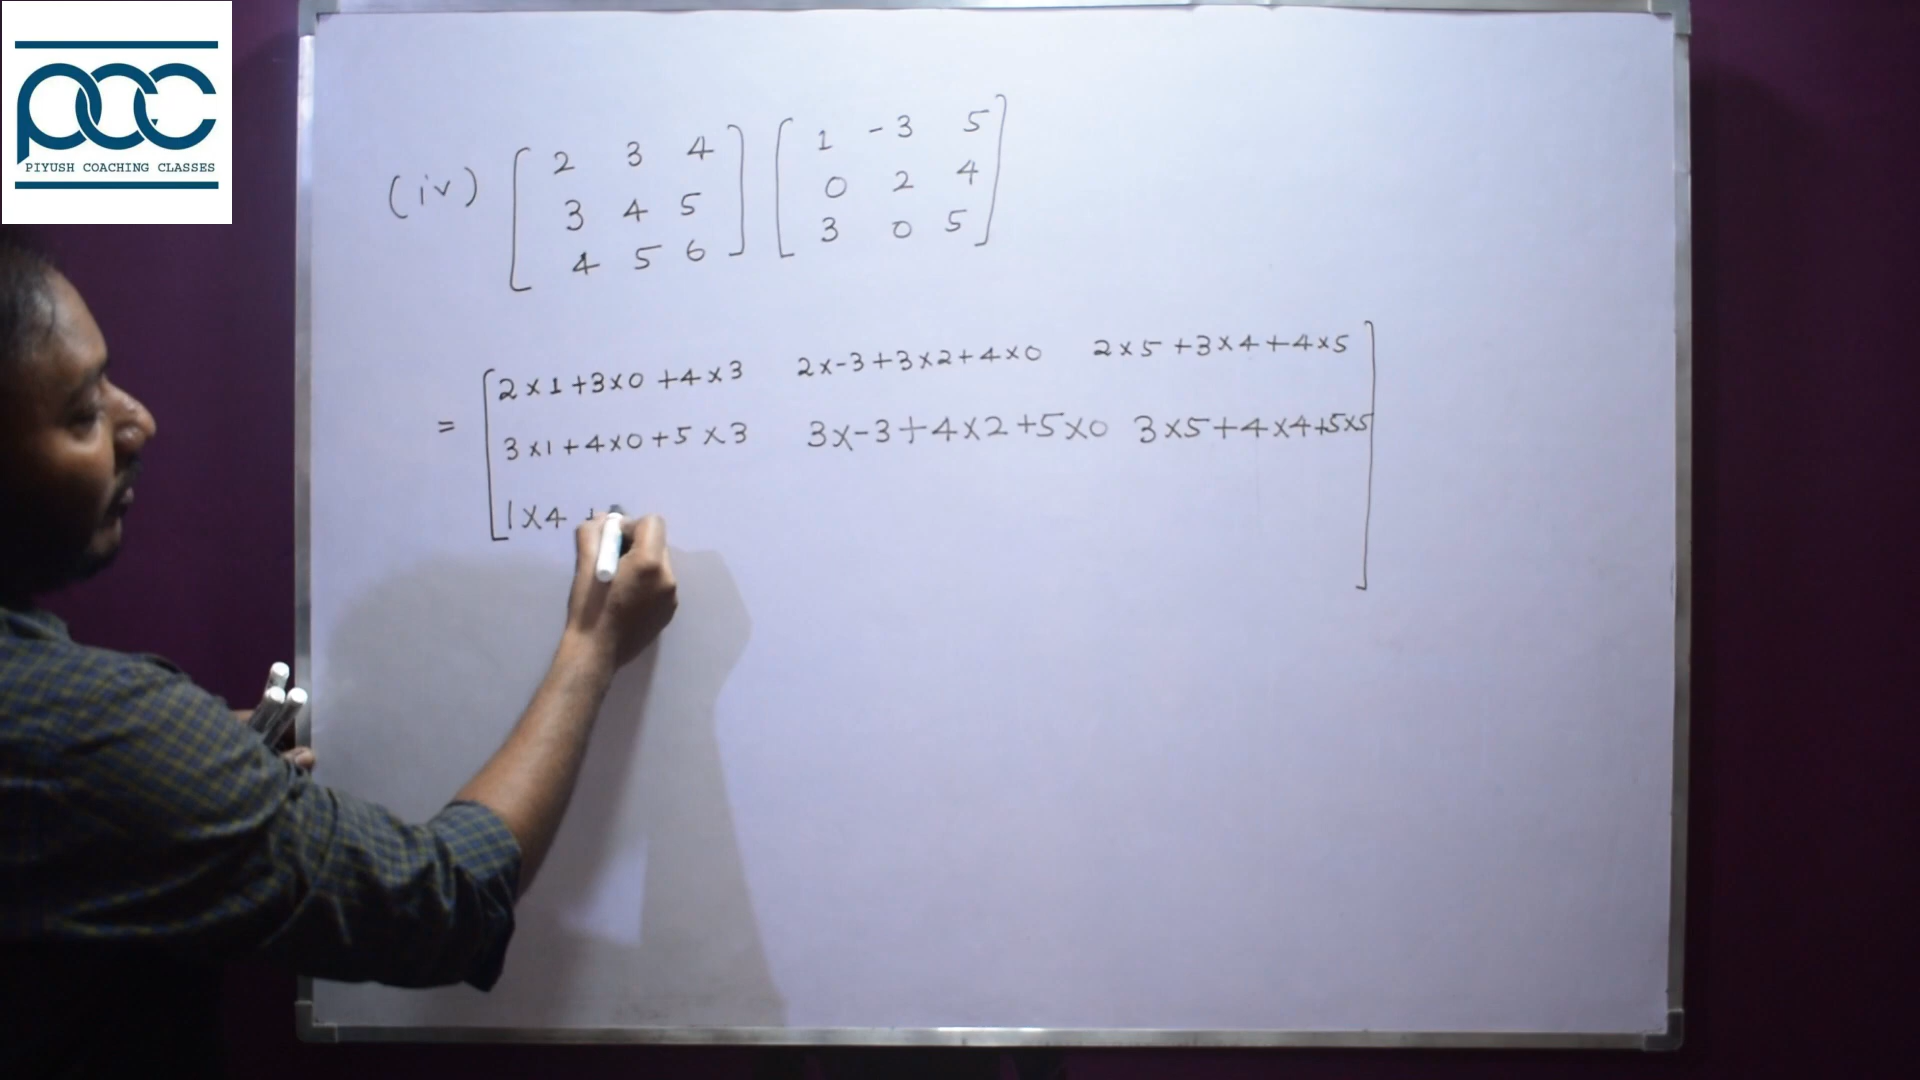 PCC
PIYUSH COACHING CLASSES
(iv) [ 2 3 4 ] [ 1 -3 5 ]
3 4 5 0 2 4
4 5 6 3 0 5
= [ 2×1+3×0+4×3 2×-3+3×2+4×0 2×5+3×4+4×5 ]
3×1+4×0+5×3 3×-3+4×2+5×0 3×5+4×4+5×5
1×4 +